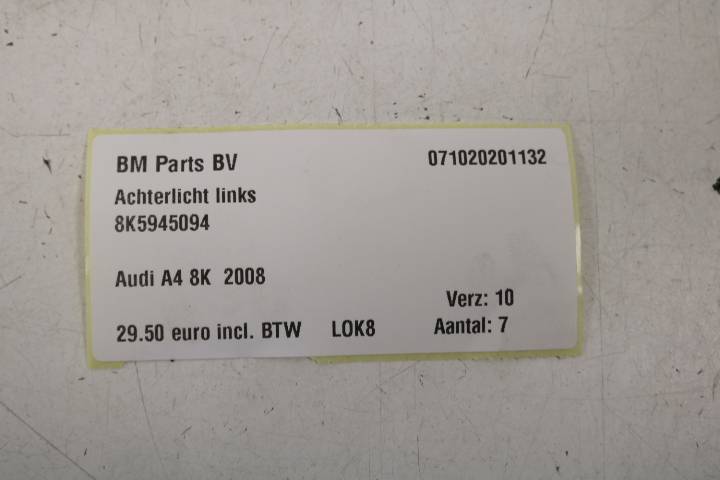 BM Parts BV 071020201132
Achterlicht links
8K5945094
Audi A4 8K 2008
Verz: 10
29.50 euro incl. BTW LOK8 Aantal: 7